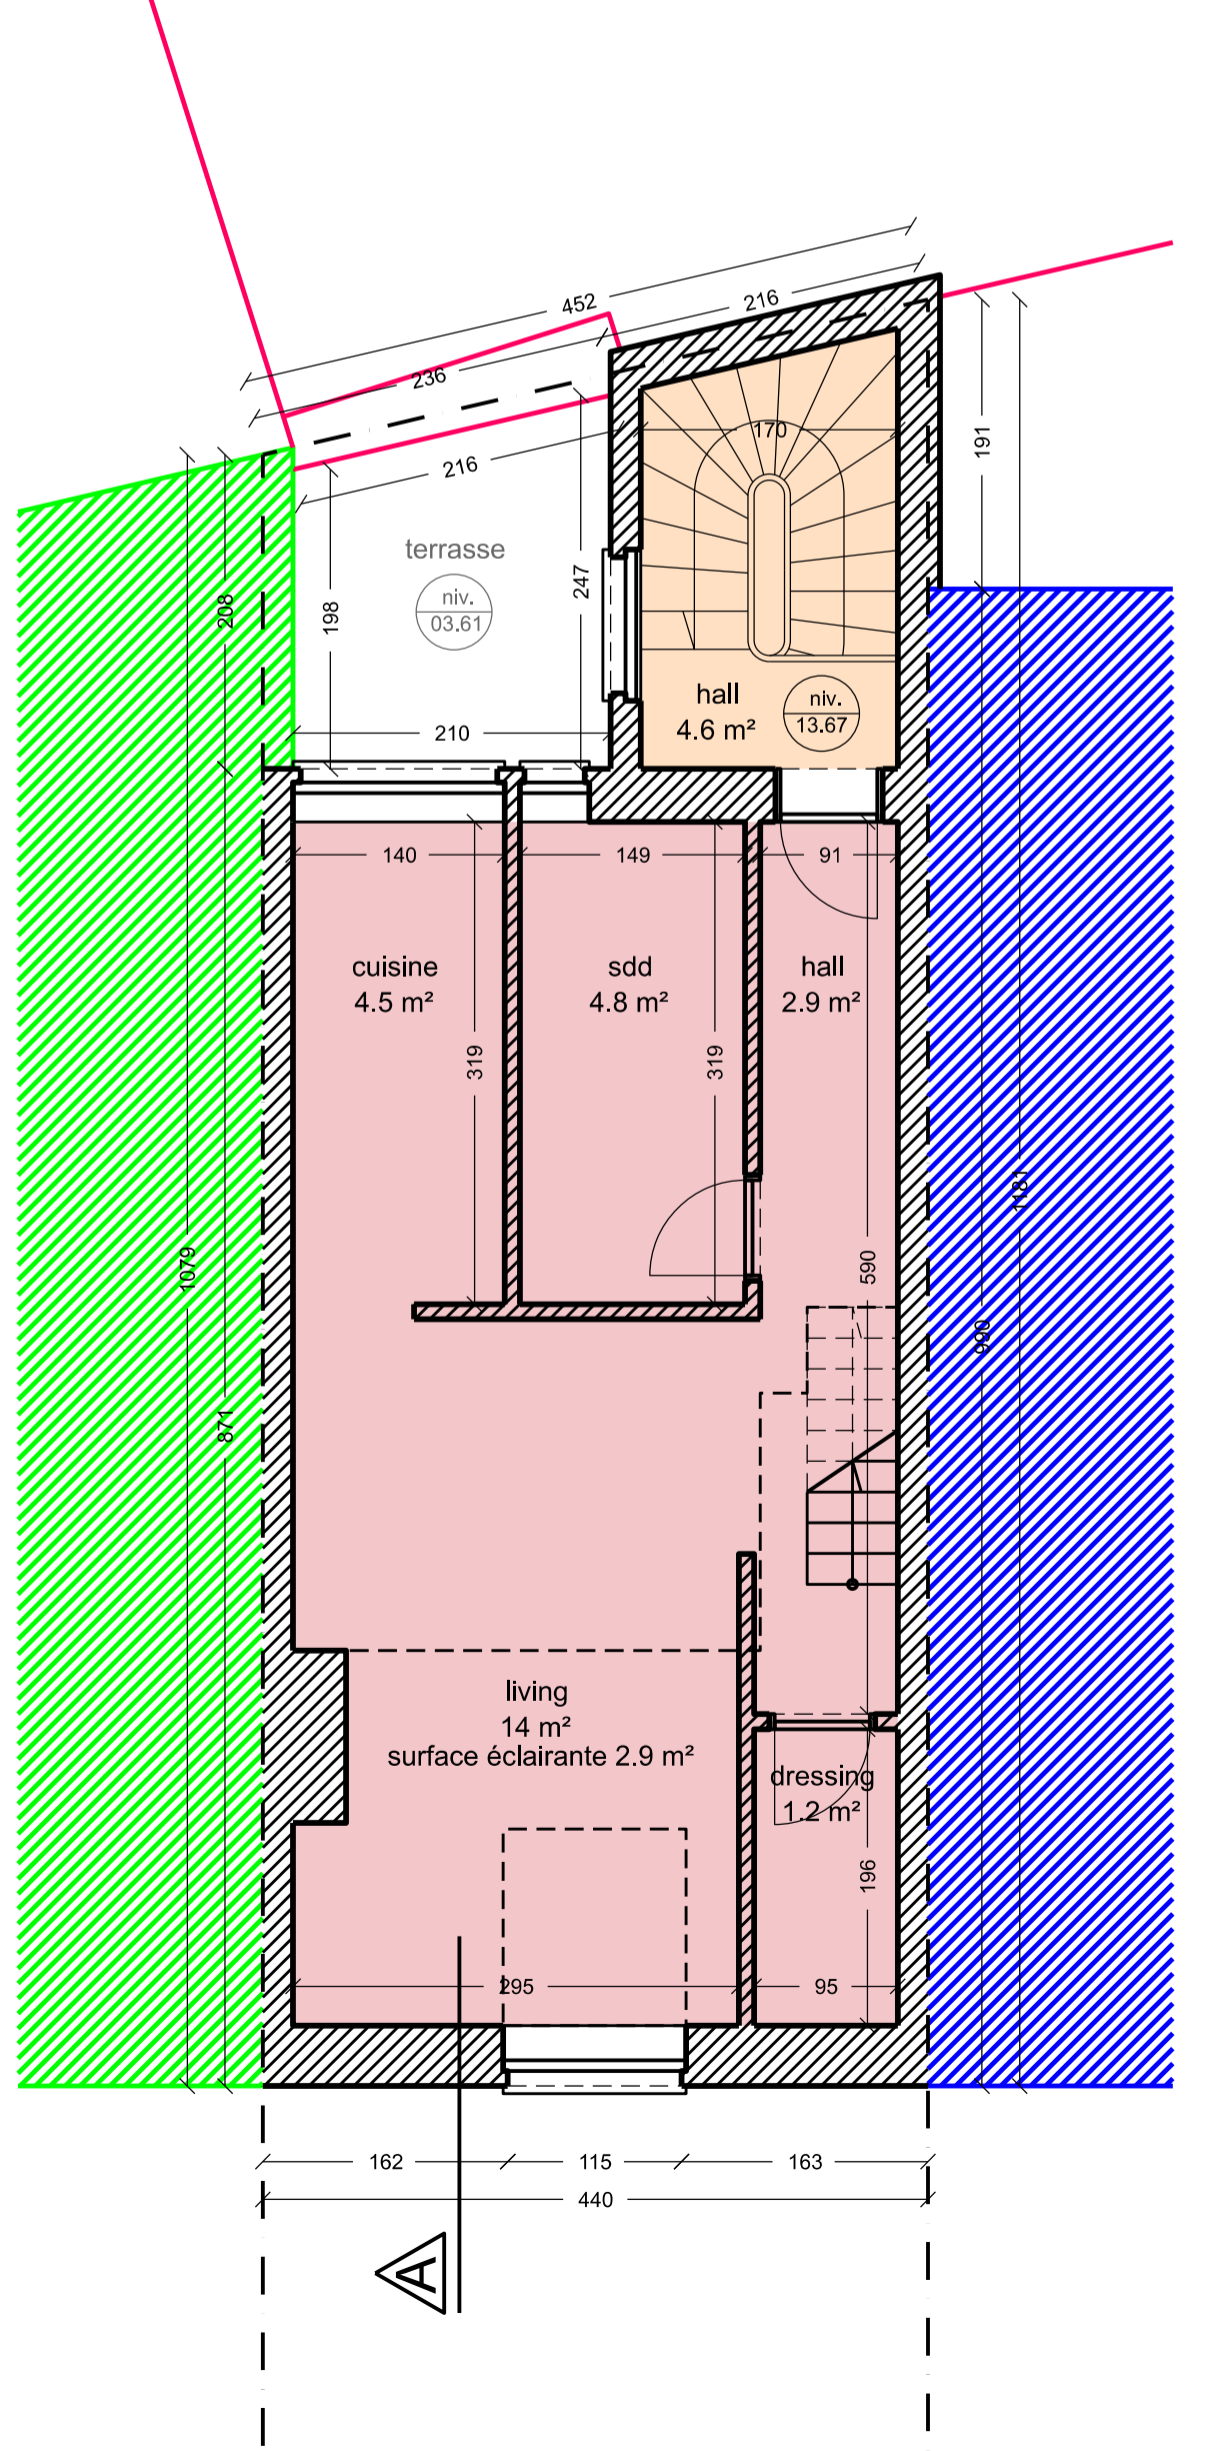 452
216
236
216
170
191
terrasse
niv.
03.61
247
198
208
hall
4.6 m²
niv.
13.67
210
140
149
91
cuisine
4.5 m²
sdd
4.8 m²
hall
2.9 m²
319
319
1181
1079
590
990
871
living
14 m²
surface éclairante 2.9 m²
dressing
1.2 m²
196
295
95
162
115
163
440
A